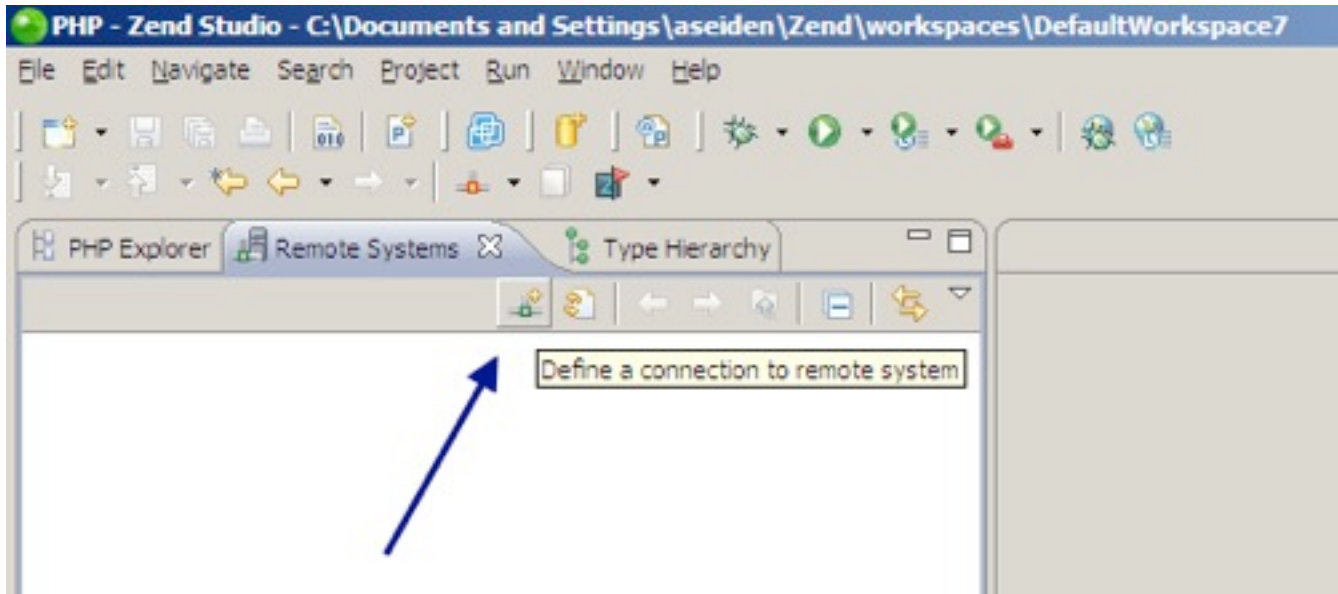 PHP - Zend Studio - C:\Documents and Settings\aseiden\Zend\workspaces\DefaultWorkspace7
File Edit Navigate Search Project Run Window Help
PHP Explorer Remote Systems Type Hierarchy
Define a connection to remote system